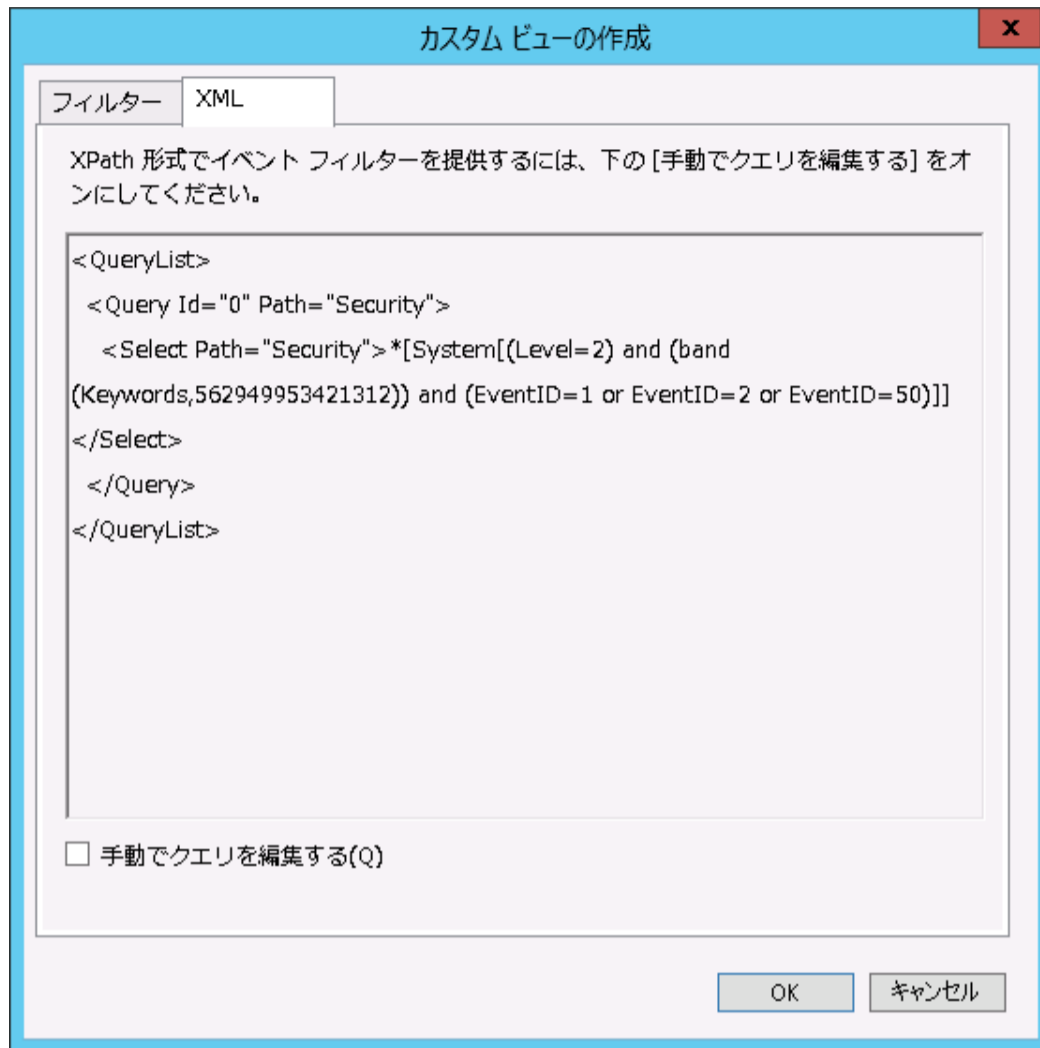 カスタム ビューの作成
x
フィルター
XML
XPath 形式でイベント フィルターを提供するには、下の [手動でクエリを編集する] をオ
ンにしてください。
<QueryList>
<Query Id="0" Path="Security">
<Select Path="Security">*[System[(Level=2) and (band
(Keywords,562949953421312)) and (EventID=1 or EventID=2 or EventID=50)]]
</Select>
</Query>
</QueryList>
手動でクエリを編集する(Q)
OK
キャンセル